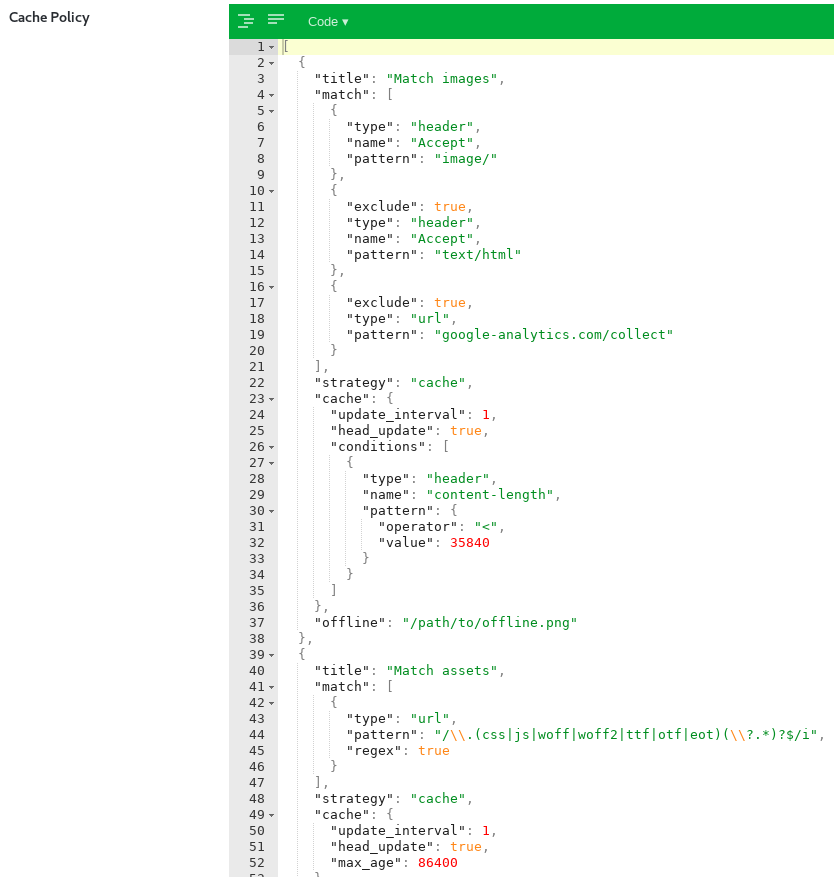 Cache Policy
Code ▾
1 [
2 {
3 "title": "Match images",
4 "match": [
5 {
6 "type": "header",
7 "name": "Accept",
8 "pattern": "image/"
9 },
10 {
11 "exclude": true,
12 "type": "header",
13 "name": "Accept",
14 "pattern": "text/html"
15 },
16 {
17 "exclude": true,
18 "type": "url",
19 "pattern": "google-analytics.com/collect"
20 }
21 ],
22 "strategy": "cache",
23 "cache": {
24 "update_interval": 1,
25 "head_update": true,
26 "conditions": [
27 {
28 "type": "header",
29 "name": "content-length",
30 "pattern": {
31 "operator": "<",
32 "value": 35840
33 }
34 }
35 ]
36 },
37 "offline": "/path/to/offline.png"
38 },
39 {
40 "title": "Match assets",
41 "match": [
42 {
43 "type": "url",
44 "pattern": "/\\.(css|js|woff|woff2|ttf|otf|eot)(\\?.*)?$/i",
45 "regex": true
46 }
47 ],
48 "strategy": "cache",
49 "cache": {
50 "update_interval": 1,
51 "head_update": true,
52 "max_age": 86400